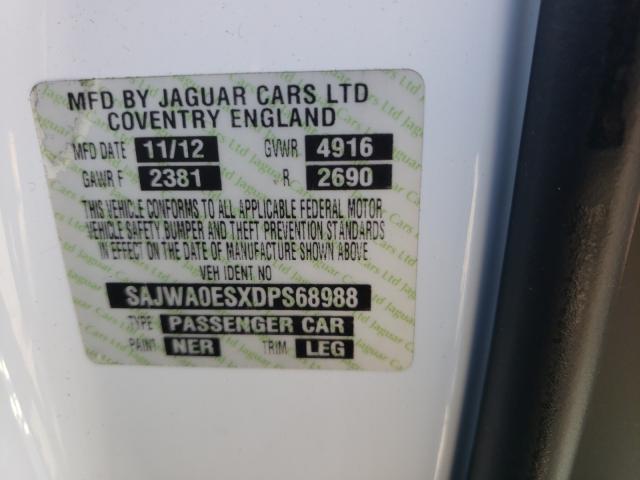 MFD BY JAGUAR CARS LTD
COVENTRY ENGLAND
MFD DATE 11/12 GVWR 4916
GAWR F 2381 R 2690
THIS VEHICLE CONFORMS TO ALL APPLICABLE FEDERAL MOTOR
VEHICLE SAFETY BUMPER AND THEFT PREVENTION STANDARDS
IN EFFECT ON THE DATE OF MANUFACTURE SHOWN ABOVE
VEH IDENT NO
SAJWA0ESXDPS68988
TYPE PASSENGER CAR
PAINT NER TRIM LEG